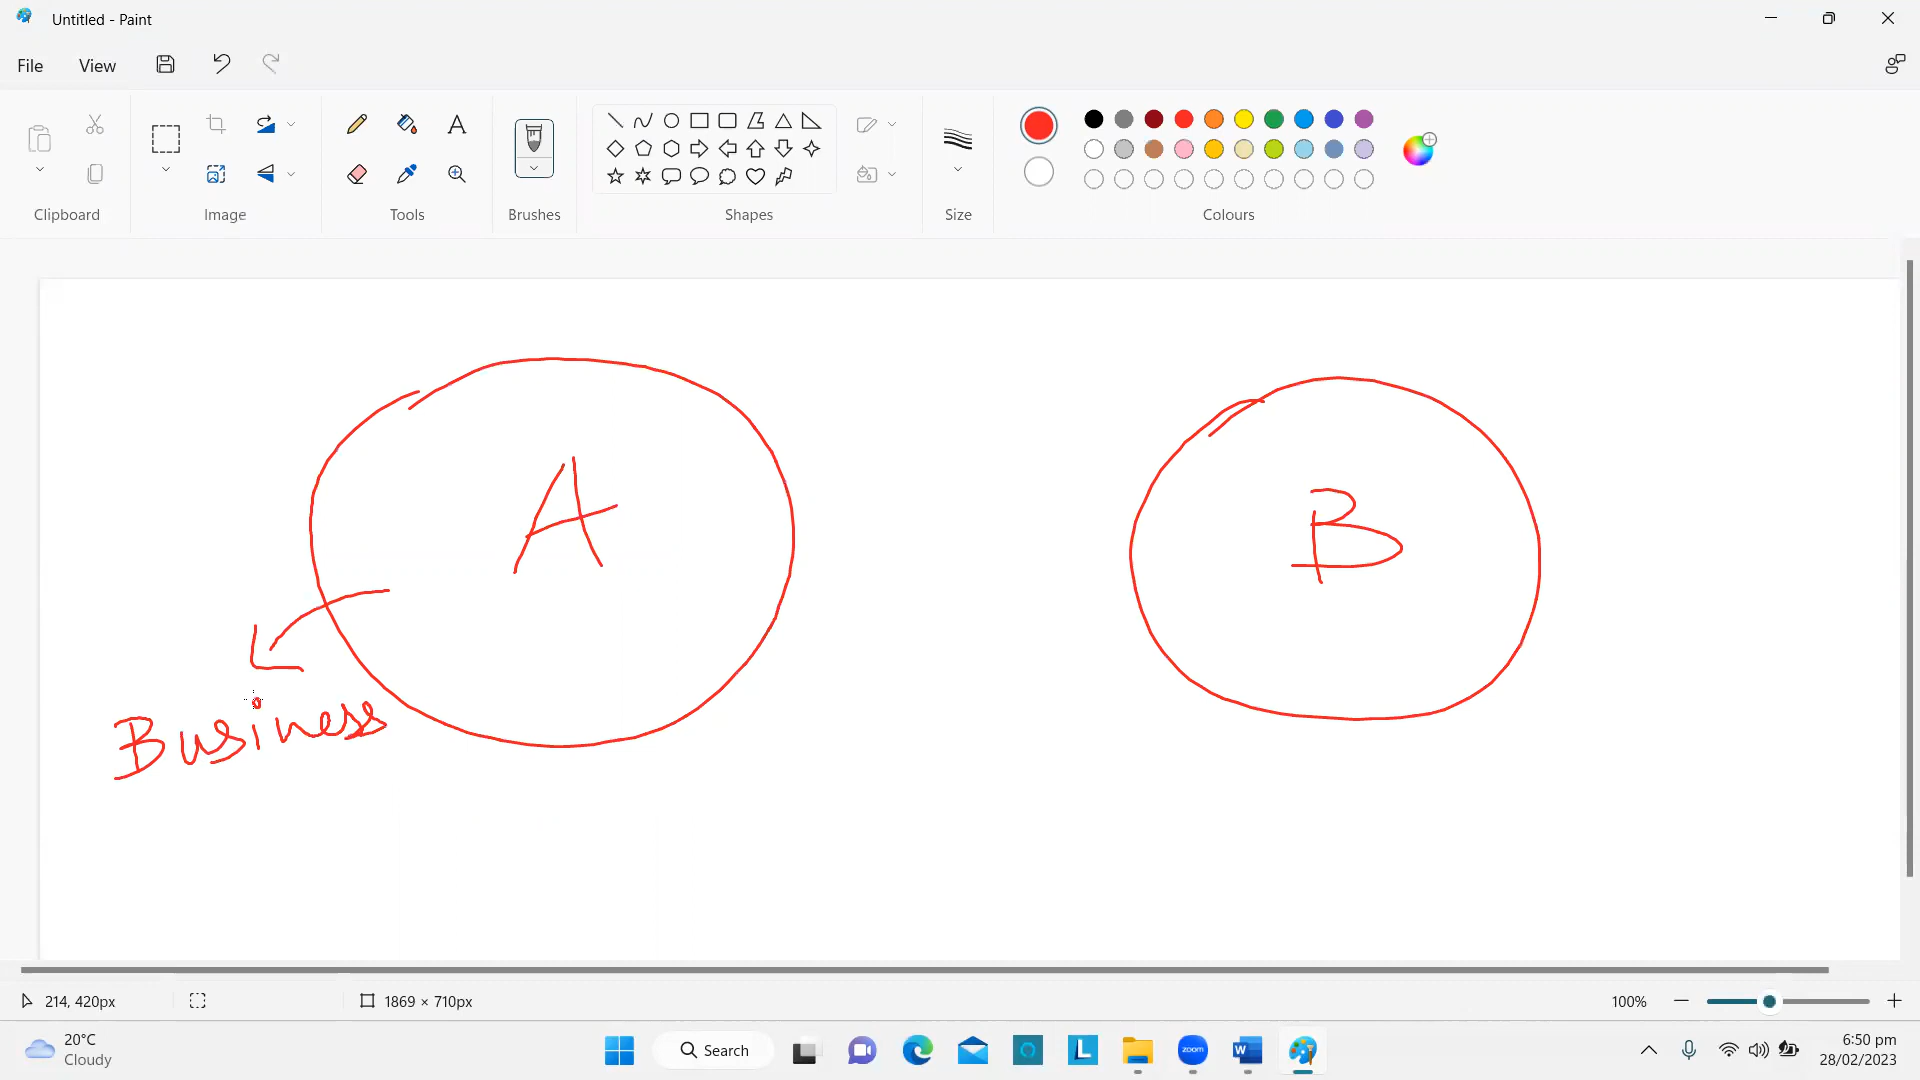 Untitled - Paint
File View
Clipboard Image Tools Brushes Shapes Size Colours
A
B
Business
214, 420px 1869 × 710px 100%
20°C
Cloudy
Search
zoom
W
L
6:50 pm
28/02/2023